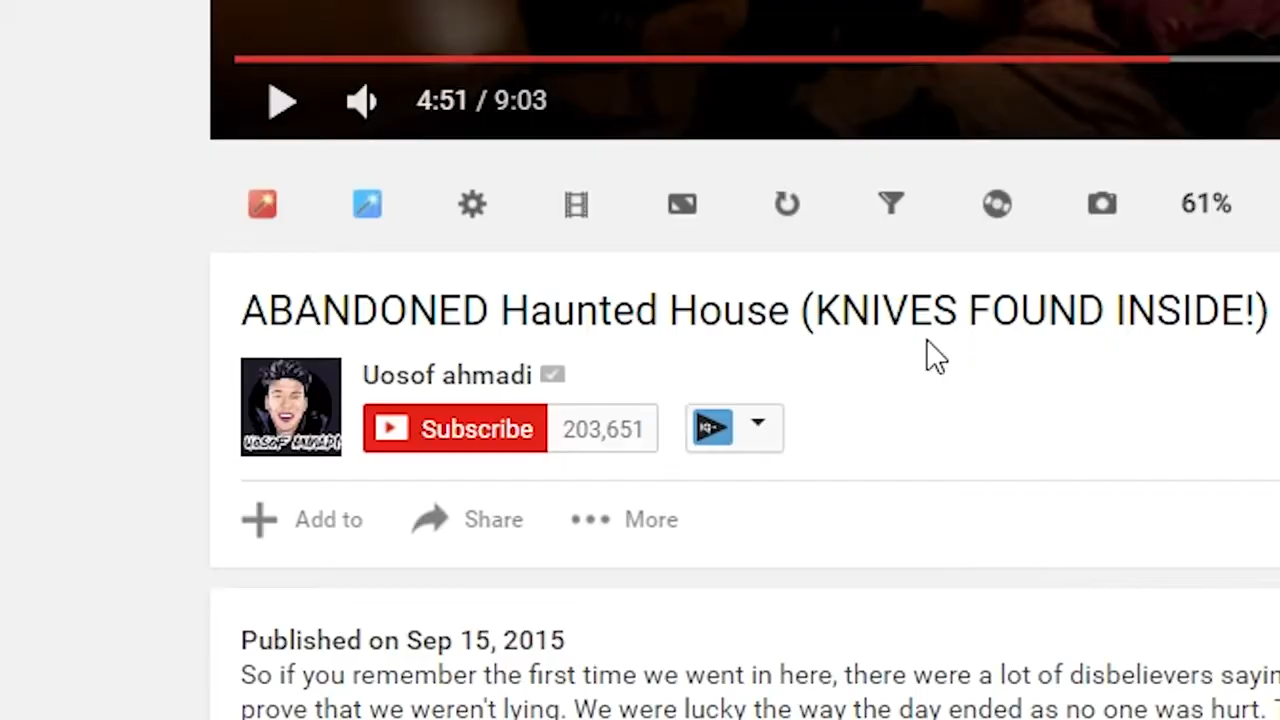 4:51 / 9:03
61%
ABANDONED Haunted House (KNIVES FOUND INSIDE!)
Uosof ahmadi
UOSOF AHMADI
Subscribe 203,651
IQ
Add to Share More
Published on Sep 15, 2015
So if you remember the first time we went in here, there were a lot of disbelievers sayin
prove that we weren't lying. We were lucky the way the day ended as no one was hurt.